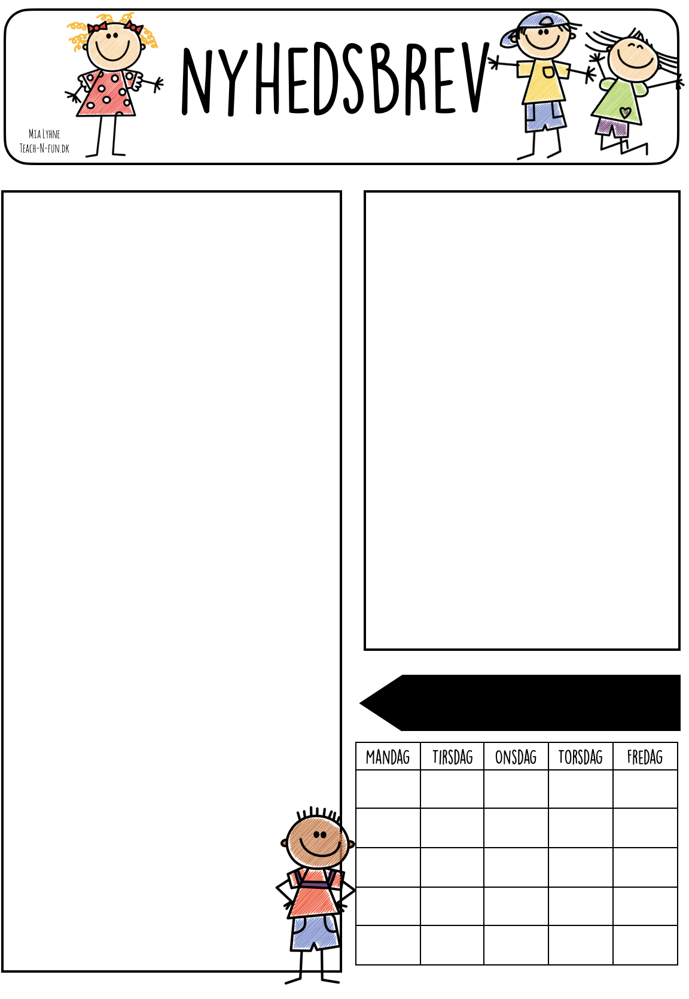 NYHEDSBREV
Mia Lyhne
Teach-N-fun.dk
MANDAG TIRSDAG ONSDAG TORSDAG FREDAG